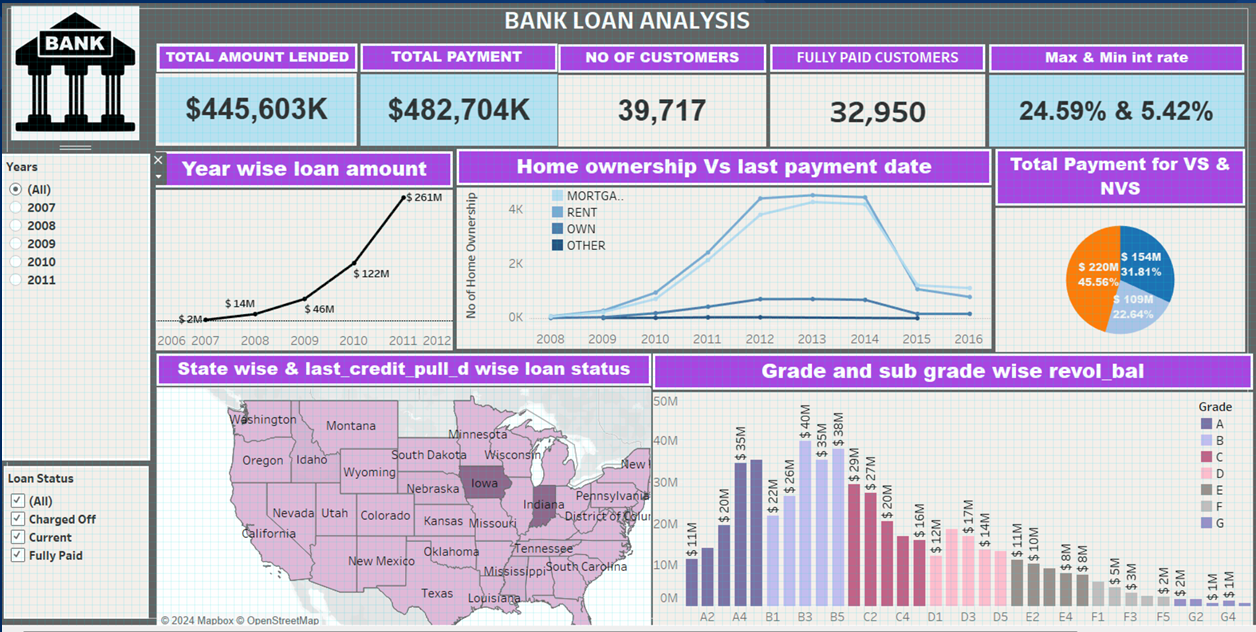 BANK LOAN ANALYSIS
BANK
TOTAL AMOUNT LENDED
$445,603K
TOTAL PAYMENT
$482,704K
NO OF CUSTOMERS
39,717
FULLY PAID CUSTOMERS
32,950
Max & Min int rate
24.59% & 5.42%
Years
(All)
2007
2008
2009
2010
2011
Loan Status
(All)
Charged Off
Current
Fully Paid
Year wise loan amount
$ 261M
$ 122M
$ 46M
$ 14M
$ 2M
2006 2007 2008 2009 2010 2011 2012
Home ownership Vs last payment date
No of Home Ownership
4K
2K
0K
MORTGA..
RENT
OWN
OTHER
2008 2009 2010 2011 2012 2013 2014 2015 2016
Total Payment for VS &
NVS
$ 154M
31.81%
$ 220M
45.56%
$ 109M
22.64%
State wise & last_credit_pull_d wise loan status
Washington
Montana
Minnesota
Oregon
Idaho
South Dakota
Wisconsin
New
Wyoming
Iowa
Nebraska
Pennsylvania
Indiana
Nevada
Utah
Colorado
Kansas
Missouri
District of Colu
California
Oklahoma
Tennessee
New Mexico
Mississippi
South Carolina
Texas
Louisiana
© 2024 Mapbox © OpenStreetMap
Grade and sub grade wise revol_bal
50M
40M
30M
20M
10M
0M
$ 11M
$ 20M
$ 35M
$ 22M
$ 26M
$ 40M
$ 35M
$ 38M
$ 29M
$ 27M
$ 20M
$ 16M
$ 12M
$ 17M
$ 14M
$ 11M
$ 10M
$ 8M
$ 8M
$ 5M
$ 3M
$ 2M
$ 2M
$ 1M
$ 1M
A2 A4 B1 B3 B5 C2 C4 D1 D3 D5 E2 E4 F1 F3 F5 G2 G4
Grade
A
B
C
D
E
F
G